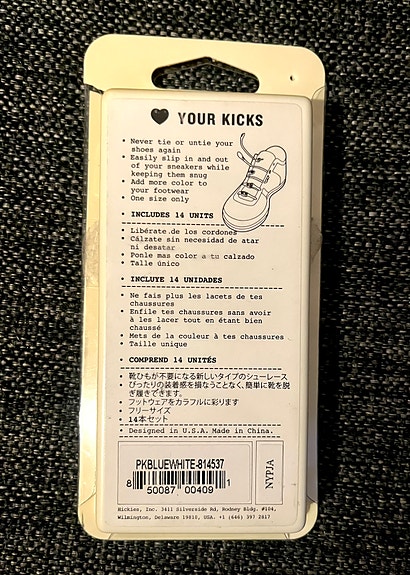 ♥ YOUR KICKS
• Never tie or untie your
shoes again
• Easily slip in and out
of your sneakers while
keeping them snug
• Add more color to
your footwear
• One size only
• INCLUDES 14 UNITS
• Libérate de los cordones
• Cálzate sin necesidad de atar
ni desatar
• Ponle mas color a tu calzado
• Talle único
• INCLUYE 14 UNIDADES
• Ne fais plus les lacets de tes
chaussures
• Enfile tes chaussures sans avoir
à les lacer tout en étant bien
chaussé
• Mets de la couleur à tes chaussures
• Taille unique
• COMPREND 14 UNITÉS
• 靴ひもが不要になる新しいタイプのシューレース
ぴったりの装着感を損なうことなく、簡単に靴を脱
ぎ履きできます。
• フットウェアをカラフルに彩ります
• フリーサイズ
• 14本セット
• Designed in U.S.A. Made in China.
PKBLUEWHITE-814537
8 50087 00409 1
NYPJA
Hickies, Inc. 3411 Silverside Rd, Rodney Bldg. #104,
Wilmington, Delaware 19810, USA. +1 (646) 397 2817